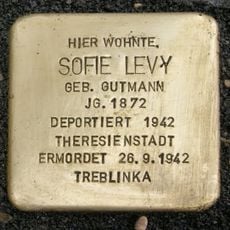 HIER WOHNTE
SOFIE LEVY
GEB. GUTMANN
JG. 1872
DEPORTIERT 1942
THERESIENSTADT
ERMORDET 26.9.1942
TREBLINKA